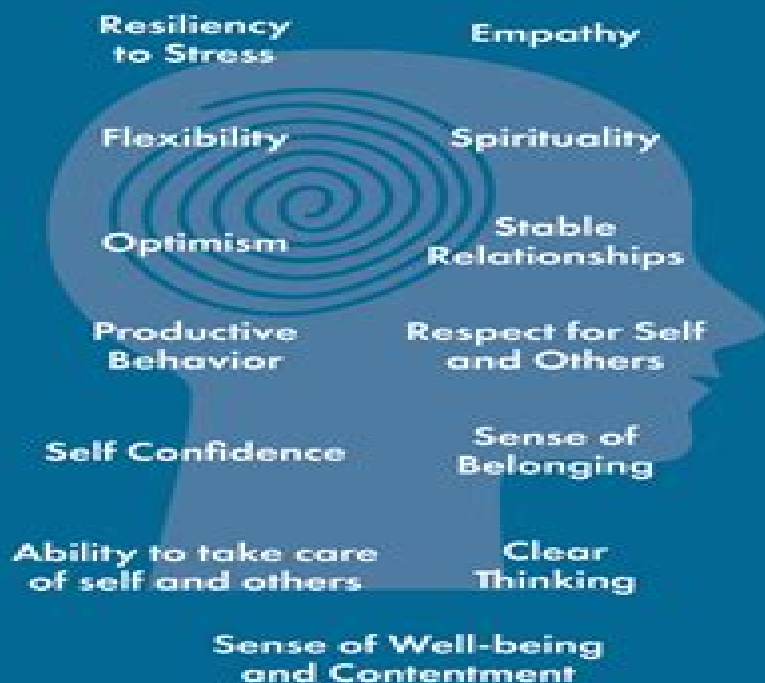 Resiliency
to Stress
Empathy
Flexibility
Spirituality
Optimism
Stable
Relationships
Productive
Behavior
Respect for Self
and Others
Self Confidence
Sense of
Belonging
Ability to take care
of self and others
Clear
Thinking
Sense of Well-being
and Contentment